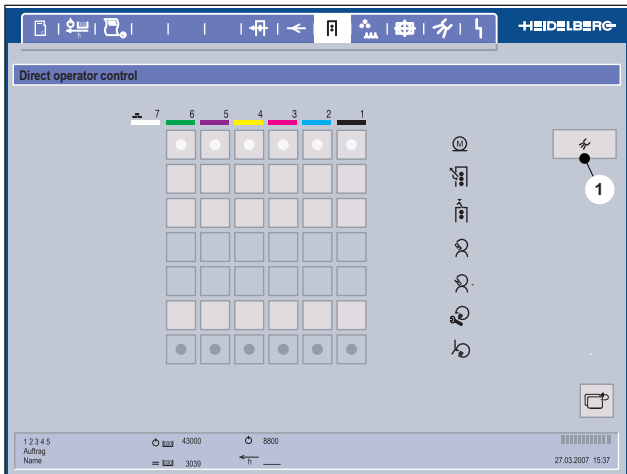 HEIDELBERG
Direct operator control
7 6 5 4 3 2 1
M
1
h
AAA
1 2 3 4 5
Auftrag
Name
43000
8800
3039
h ------
27.03.2007 15:37